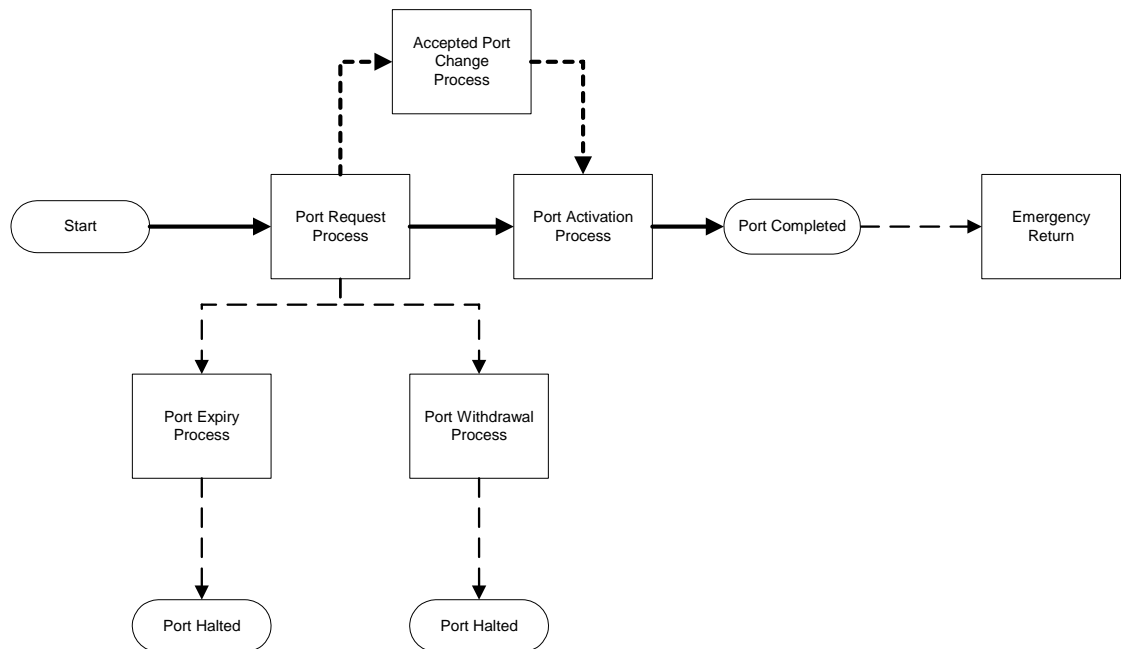 Accepted Port
Change
Process
Start
Port Request
Process
Port Activation
Process
Port Completed
Emergency
Return
Port Expiry
Process
Port Withdrawal
Process
Port Halted
Port Halted